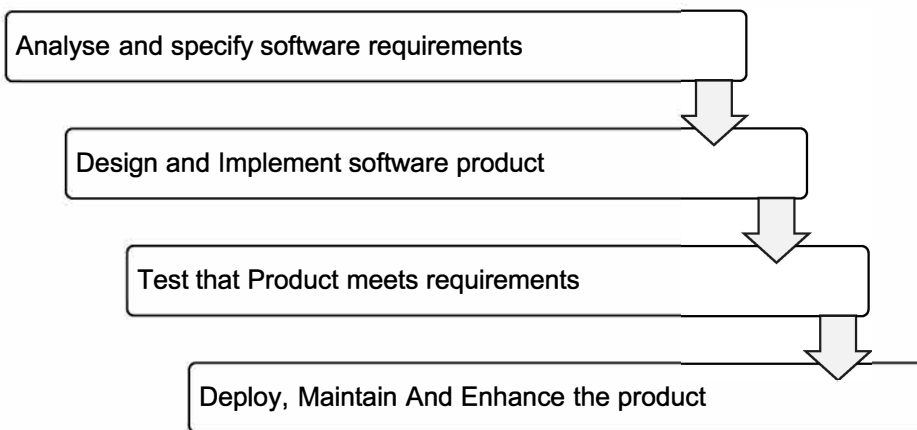 Analyse and specify software requirements
Design and Implement software product
Test that Product meets requirements
Deploy, Maintain And Enhance the product